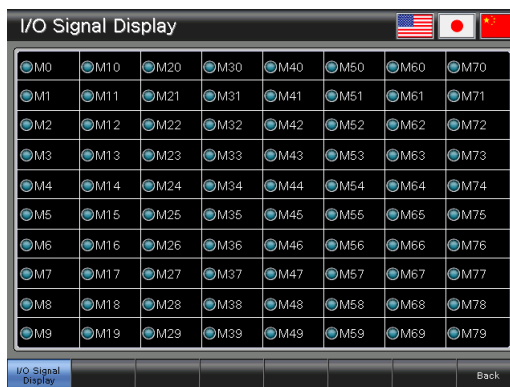 I/O Signal Display
M0 M10 M20 M30 M40 M50 M60 M70
M1 M11 M21 M31 M41 M51 M61 M71
M2 M12 M22 M32 M42 M52 M62 M72
M3 M13 M23 M33 M43 M53 M63 M73
M4 M14 M24 M34 M44 M54 M64 M74
M5 M15 M25 M35 M45 M55 M65 M75
M6 M16 M26 M36 M46 M56 M66 M76
M7 M17 M27 M37 M47 M57 M67 M77
M8 M18 M28 M38 M48 M58 M68 M78
M9 M19 M29 M39 M49 M59 M69 M79
I/O Signal
Display
Back